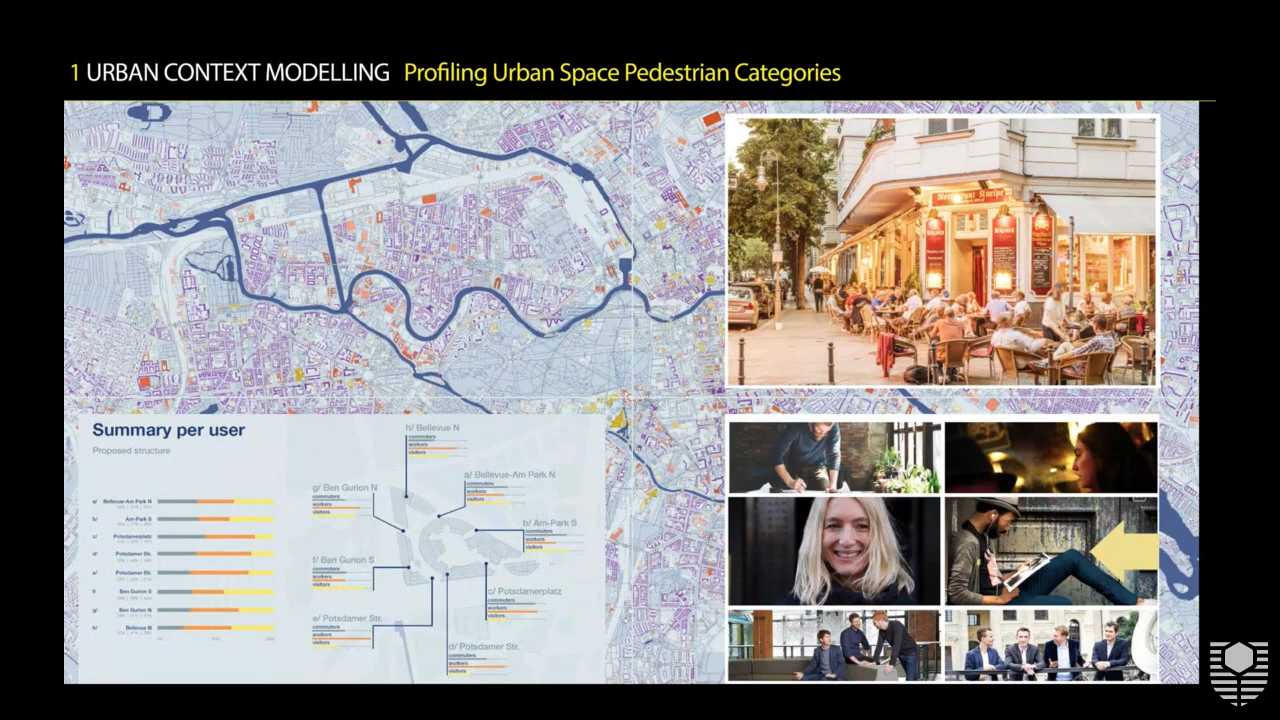 1 URBAN CONTEXT MODELLING Profiling Urban Space Pedestrian Categories
Summary per user
Proposed structure
a/ Bellevue-Am Park N
b/ Am-Park S
c/ Potsdamerplatz
d/ Potsdamer Str.
e/ Potsdamer Str.
f/ Ben Gurion S
g/ Ben Gurion N
h/ Bellevue N
h/ Bellevue N
commuters
workers
visitors
a/ Bellevue-Am Park N
commuters
workers
visitors
g/ Ben Gurion N
commuters
workers
visitors
b/ Am-Park S
commuters
workers
visitors
f/ Ben Gurion S
commuters
workers
visitors
c/ Potsdamerplatz
commuters
workers
visitors
e/ Potsdamer Str.
commuters
workers
visitors
d/ Potsdamer Str.
commuters
workers
visitors